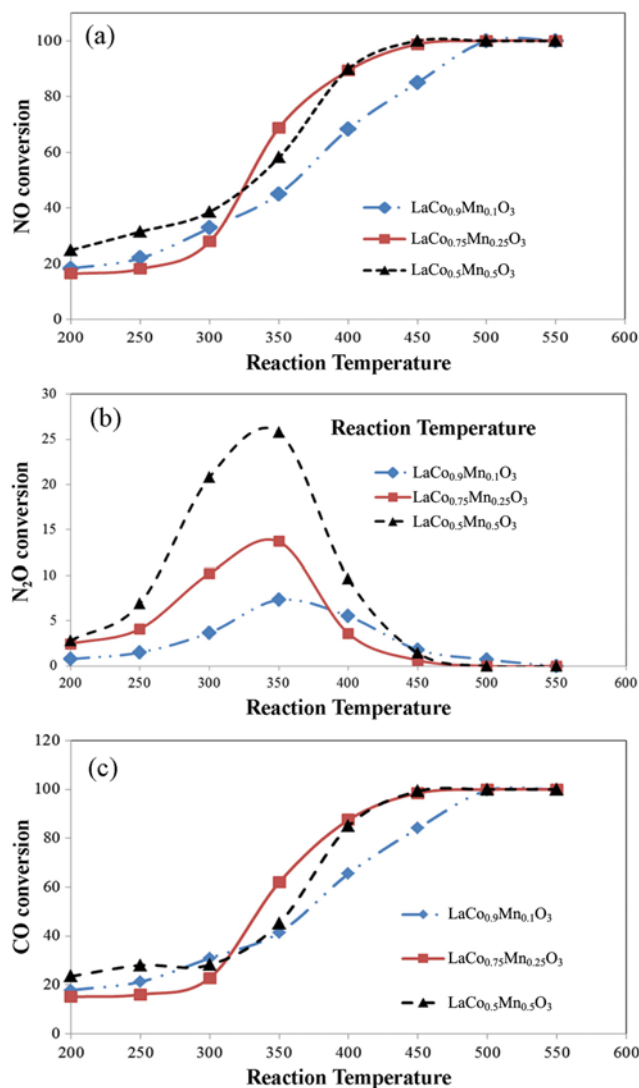 (a)
NO conversion
100
80
60
40
20
0
LaCo0.9Mn0.1O3
LaCo0.75Mn0.25O3
LaCo0.5Mn0.5O3
200 250 300 350 400 450 500 550 600
Reaction Temperature
(b)
N2O conversion
30
25
20
15
10
5
0
Reaction Temperature
LaCo0.9Mn0.1O3
LaCo0.75Mn0.25O3
LaCo0.5Mn0.5O3
200 250 300 350 400 450 500 550 600
Reaction Temperature
(c)
CO conversion
120
100
80
60
40
20
0
LaCo0.9Mn0.1O3
LaCo0.75Mn0.25O3
LaCo0.5Mn0.5O3
200 250 300 350 400 450 500 550 600
Reaction Temperature